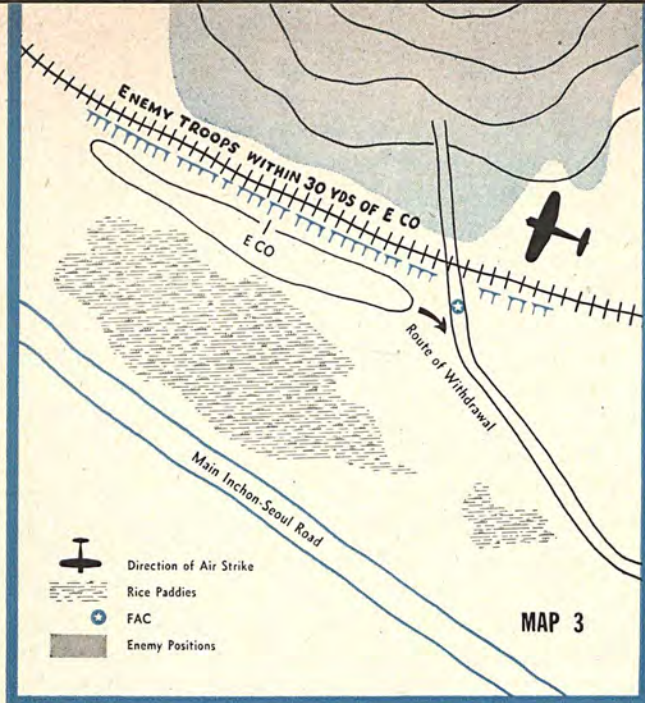 ENEMY TROOPS WITHIN 30 YDS OF E CO
E CO
Route of Withdrawal
Main Inchon-Seoul Road
Direction of Air Strike
Rice Paddies
FAC
Enemy Positions
MAP 3